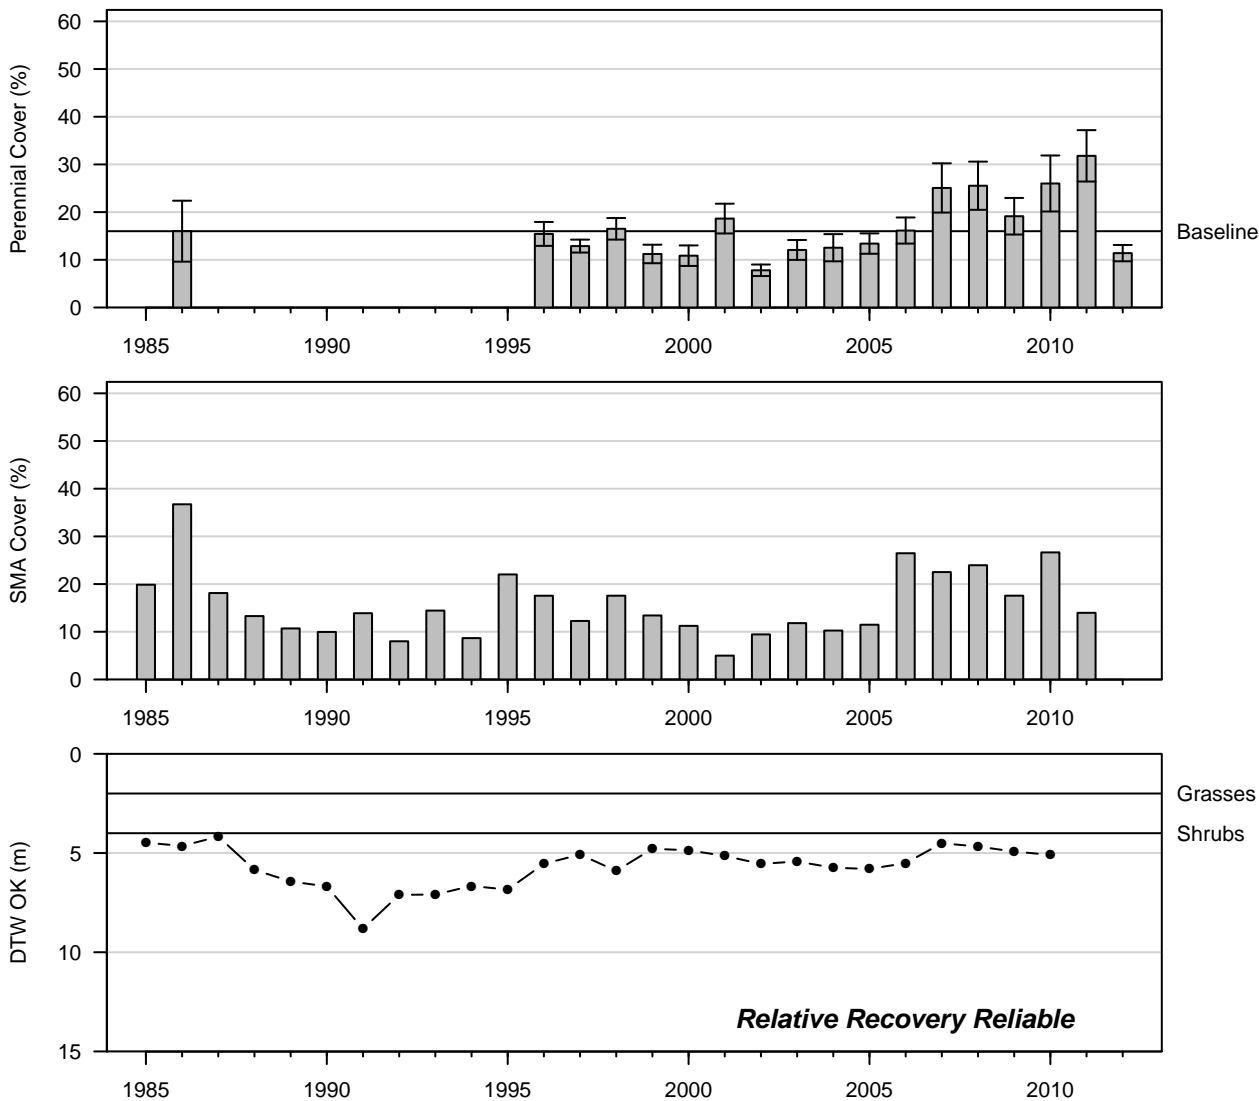 Perennial Cover (%)
60
50
40
30
20
10
0
Baseline
1985 1990 1995 2000 2005 2010
SMA Cover (%)
60
50
40
30
20
10
0
1985 1990 1995 2000 2005 2010
DTW OK (m)
0
5
10
15
Grasses
Shrubs
Relative Recovery Reliable
1985 1990 1995 2000 2005 2010